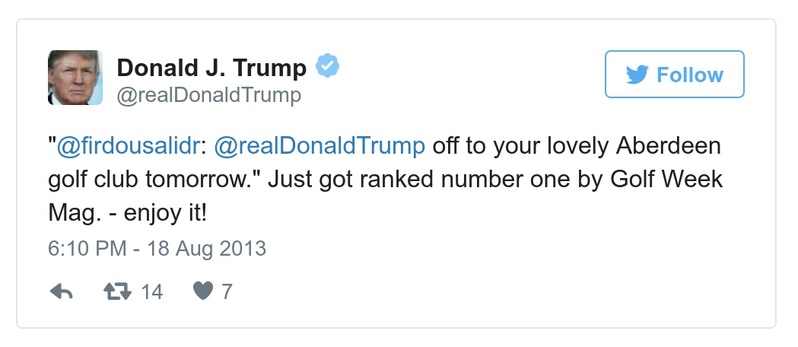 Donald J. Trump
@realDonaldTrump
Follow
"@firdousalidr: @realDonaldTrump off to your lovely Aberdeen
golf club tomorrow." Just got ranked number one by Golf Week
Mag. - enjoy it!
6:10 PM - 18 Aug 2013
14 7